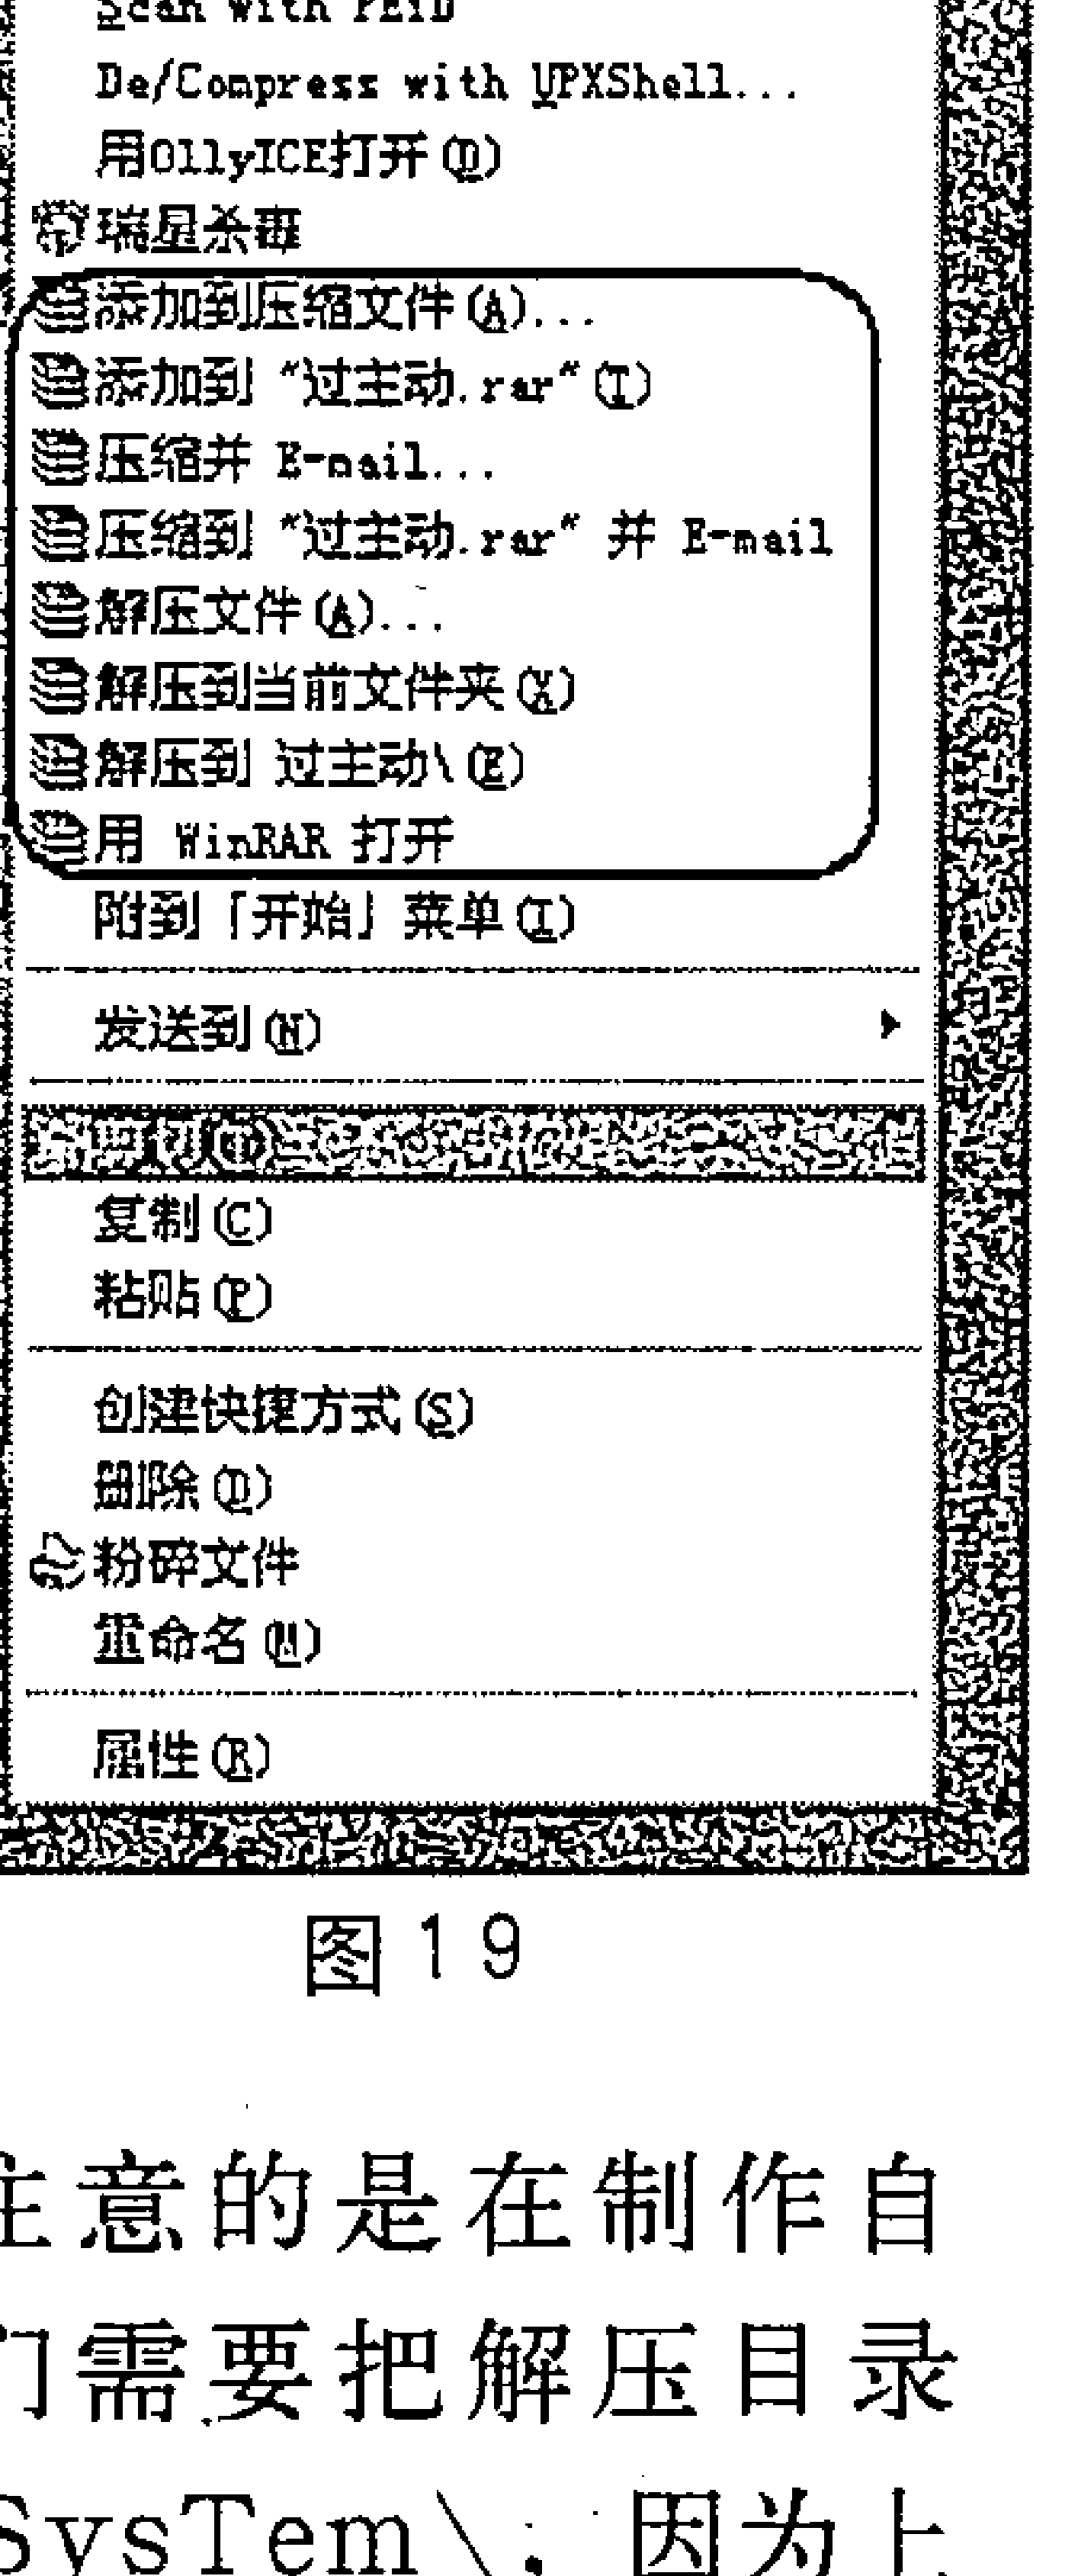 Scan with PEiD
De/Compress with UPXShell...
用OllyICE打开(D)
瑞星杀毒
添加到压缩文件(A)...
添加到 "过主动.rar"(T)
压缩并 E-mail...
压缩到 "过主动.rar" 并 E-mail
解压文件(A)...
解压到当前文件夹(X)
解压到 过主动\(E)
用 WinRAR 打开
附到「开始」菜单(I)
发送到(N)
剪切(T)
复制(C)
粘贴(P)
创建快捷方式(S)
删除(D)
粉碎文件
重命名(M)
属性(R)
图19
注意的是在制作自
们需要把解压目录
SysTem\，因为上